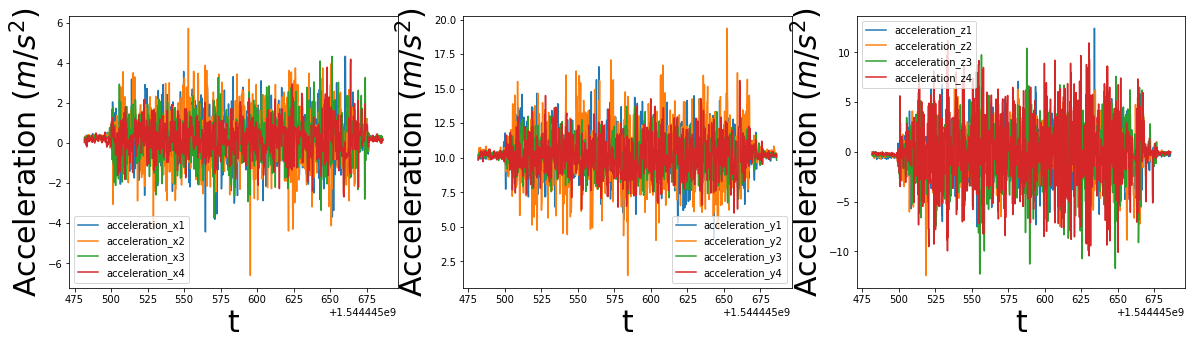 Acceleration (m/s²)
6
4
2
0
−2
−4
−6
acceleration_x1
acceleration_x2
acceleration_x3
acceleration_x4
475 500 525 550 575 600 625 650 675
+1.544445e9
t
Acceleration (m/s²)
20.0
17.5
15.0
12.5
10.0
7.5
5.0
2.5
acceleration_y1
acceleration_y2
acceleration_y3
acceleration_y4
475 500 525 550 575 600 625 650 675
+1.544445e9
t
Acceleration (m/s²)
10
5
0
−5
−10
acceleration_z1
acceleration_z2
acceleration_z3
acceleration_z4
475 500 525 550 575 600 625 650 675
+1.544445e9
t